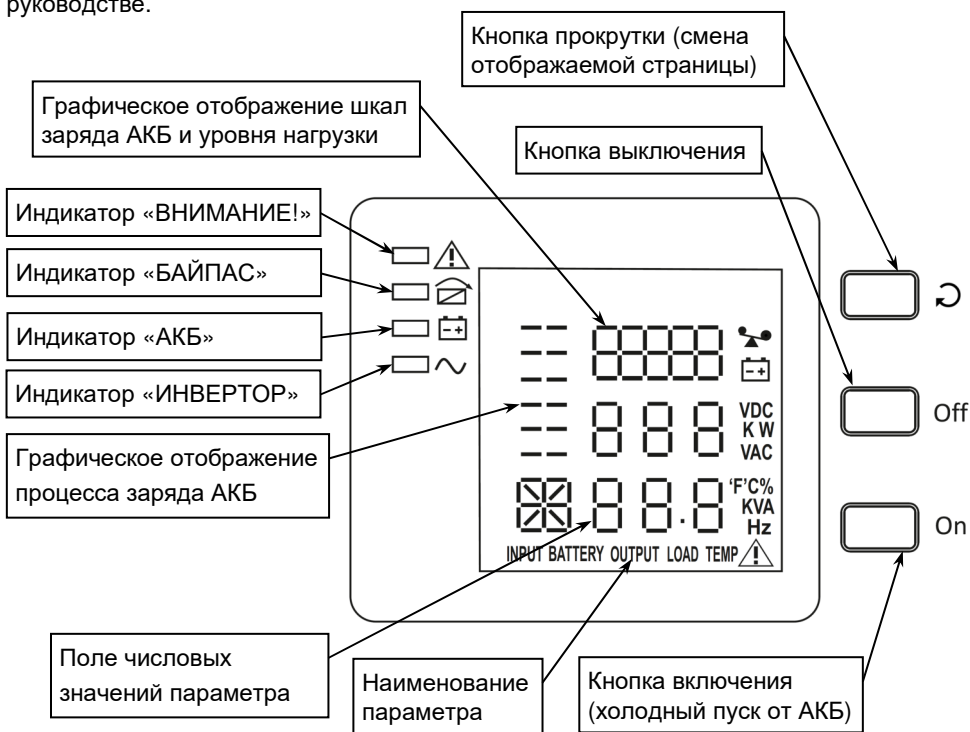 руководстве.
Кнопка прокрутки (смена
отображаемой страницы)
Графическое отображение шкал
заряда АКБ и уровня нагрузки
Кнопка выключения
Индикатор «ВНИМАНИЕ!»
Индикатор «БАЙПАС»
Индикатор «АКБ»
Индикатор «ИНВЕРТОР»
Графическое отображение
процесса заряда АКБ
VDC
K W
VAC
Off
'F'C%
KVA
Hz
On
INPUT BATTERY OUTPUT LOAD TEMP
Поле числовых
значений параметра
Наименование
параметра
Кнопка включения
(холодный пуск от АКБ)